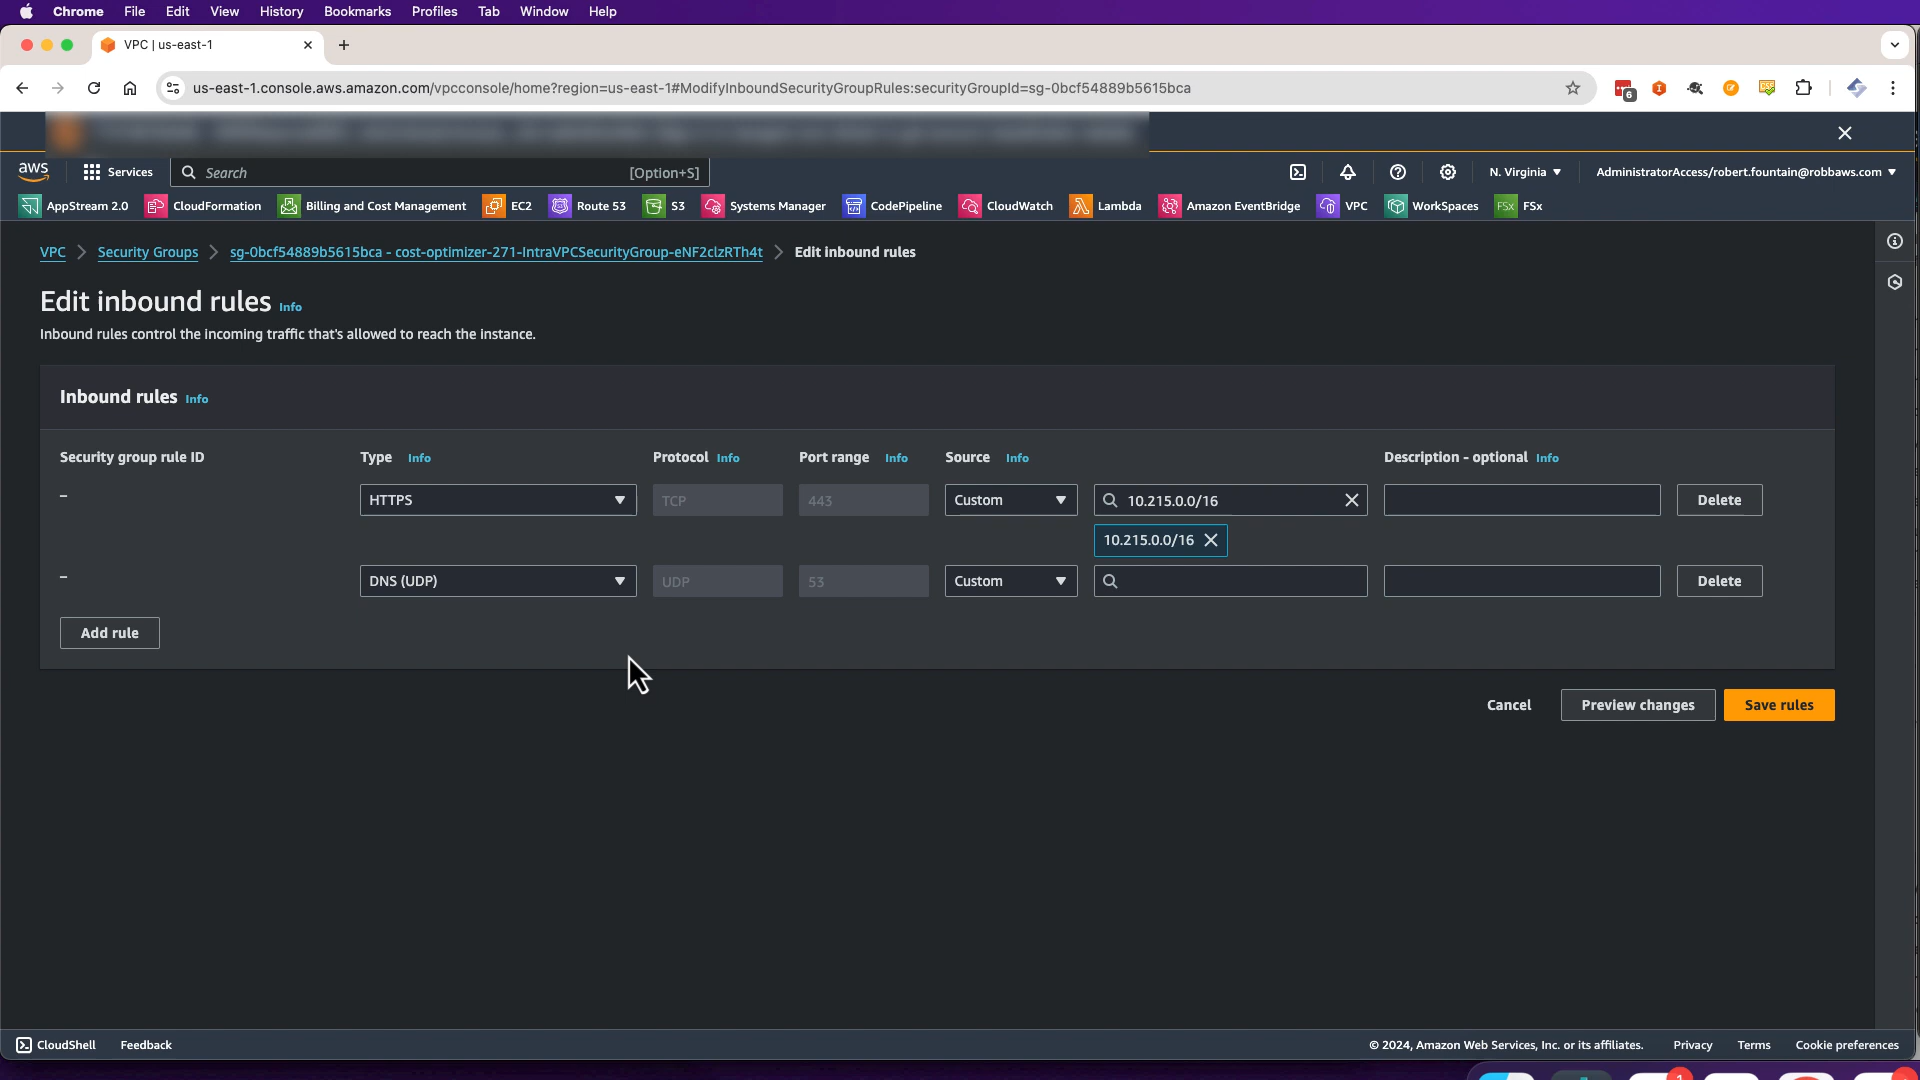 Chrome File Edit View History Bookmarks Profiles Tab Window Help
VPC | us-east-1
us-east-1.console.aws.amazon.com/vpcconsole/home?region=us-east-1#ModifyInboundSecurityGroupRules:securityGroupId=sg-0bcf54889b5615bca
6
aws Services Search [Option+S] N. Virginia AdministratorAccess/robert.fountain@robbaws.com
AppStream 2.0 CloudFormation Billing and Cost Management EC2 Route 53 S3 Systems Manager CodePipeline CloudWatch Lambda Amazon EventBridge VPC WorkSpaces FSx FSx
VPC Security Groups sg-0bcf54889b5615bca - cost-optimizer-271-IntraVPCSecurityGroup-eNF2clzRTh4t Edit inbound rules
Edit inbound rules Info
Inbound rules control the incoming traffic that's allowed to reach the instance.
Inbound rules Info
Security group rule ID Type Info Protocol Info Port range Info Source Info Description - optional Info
– HTTPS TCP 443 Custom 10.215.0.0/16 Delete
10.215.0.0/16
– DNS (UDP) UDP 53 Custom Delete
Add rule
Cancel Preview changes Save rules
CloudShell Feedback © 2024, Amazon Web Services, Inc. or its affiliates. Privacy Terms Cookie preferences
1